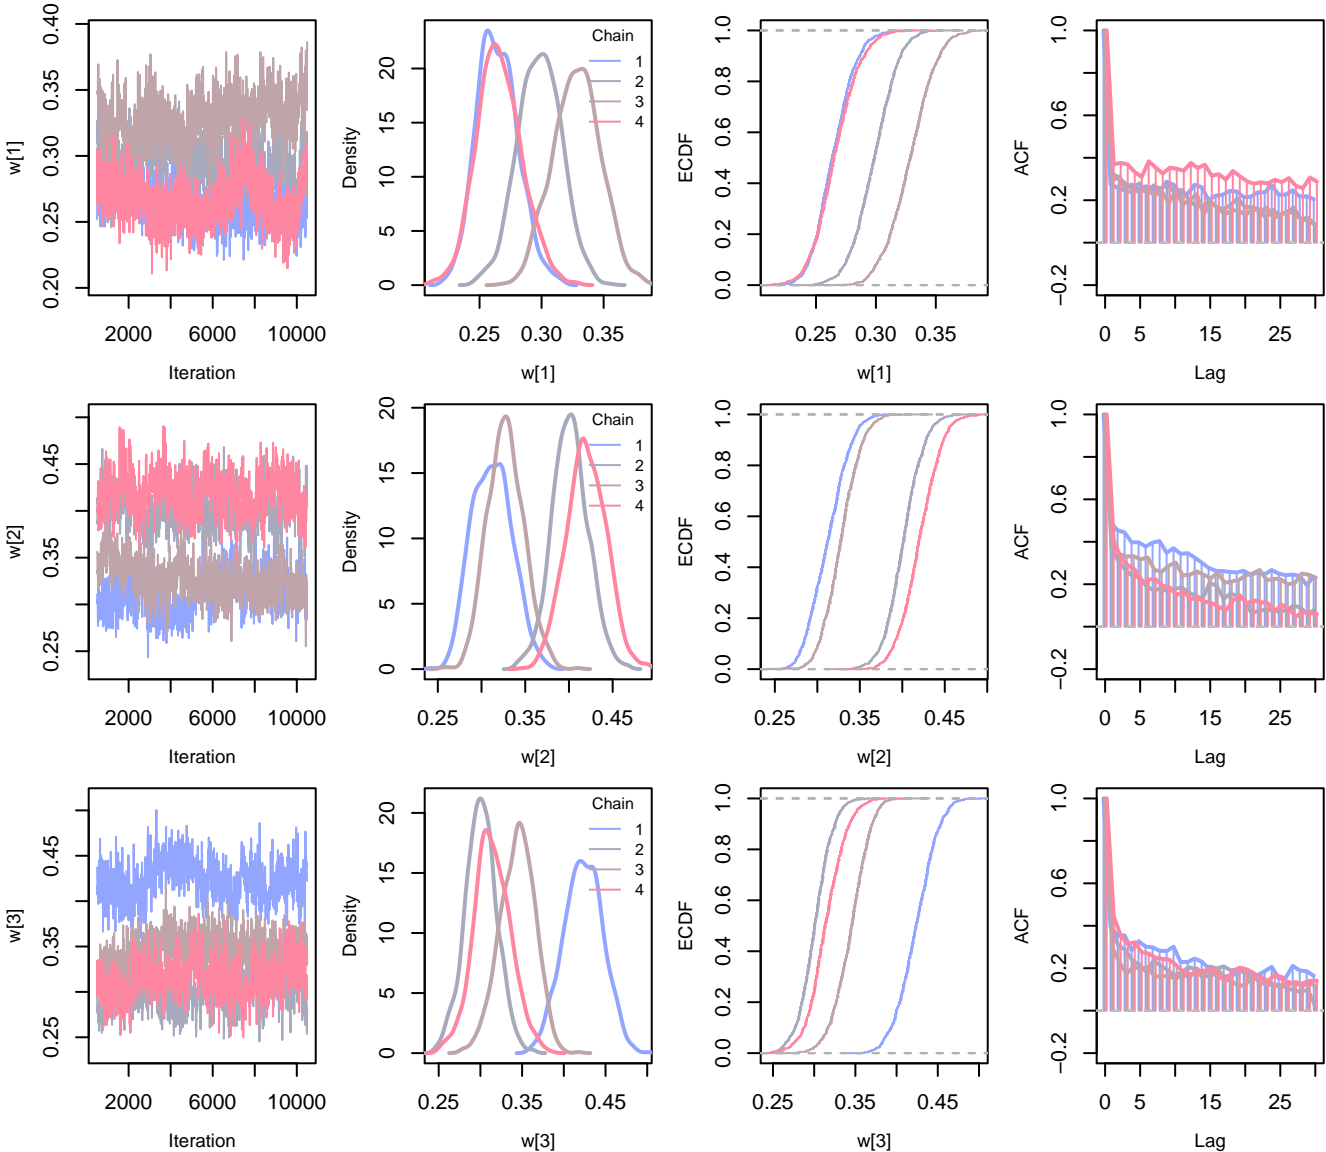 w[1]
0.20 0.25 0.30 0.35 0.40
2000 6000 10000
Iteration
Density
0 5 10 15 20
0.25 0.30 0.35
w[1]
Chain
1
2
3
4
ECDF
0.0 0.2 0.4 0.6 0.8 1.0
0.25 0.30 0.35
w[1]
ACF
−0.2 0.2 0.6 1.0
0 5 15 25
Lag
w[2]
0.25 0.35 0.45
2000 6000 10000
Iteration
Density
0 5 10 15 20
0.25 0.35 0.45
w[2]
Chain
1
2
3
4
ECDF
0.0 0.2 0.4 0.6 0.8 1.0
0.25 0.35 0.45
w[2]
ACF
−0.2 0.2 0.6 1.0
0 5 15 25
Lag
w[3]
0.25 0.35 0.45
2000 6000 10000
Iteration
Density
0 5 10 15 20
0.25 0.35 0.45
w[3]
Chain
1
2
3
4
ECDF
0.0 0.2 0.4 0.6 0.8 1.0
0.25 0.35 0.45
w[3]
ACF
−0.2 0.2 0.6 1.0
0 5 15 25
Lag